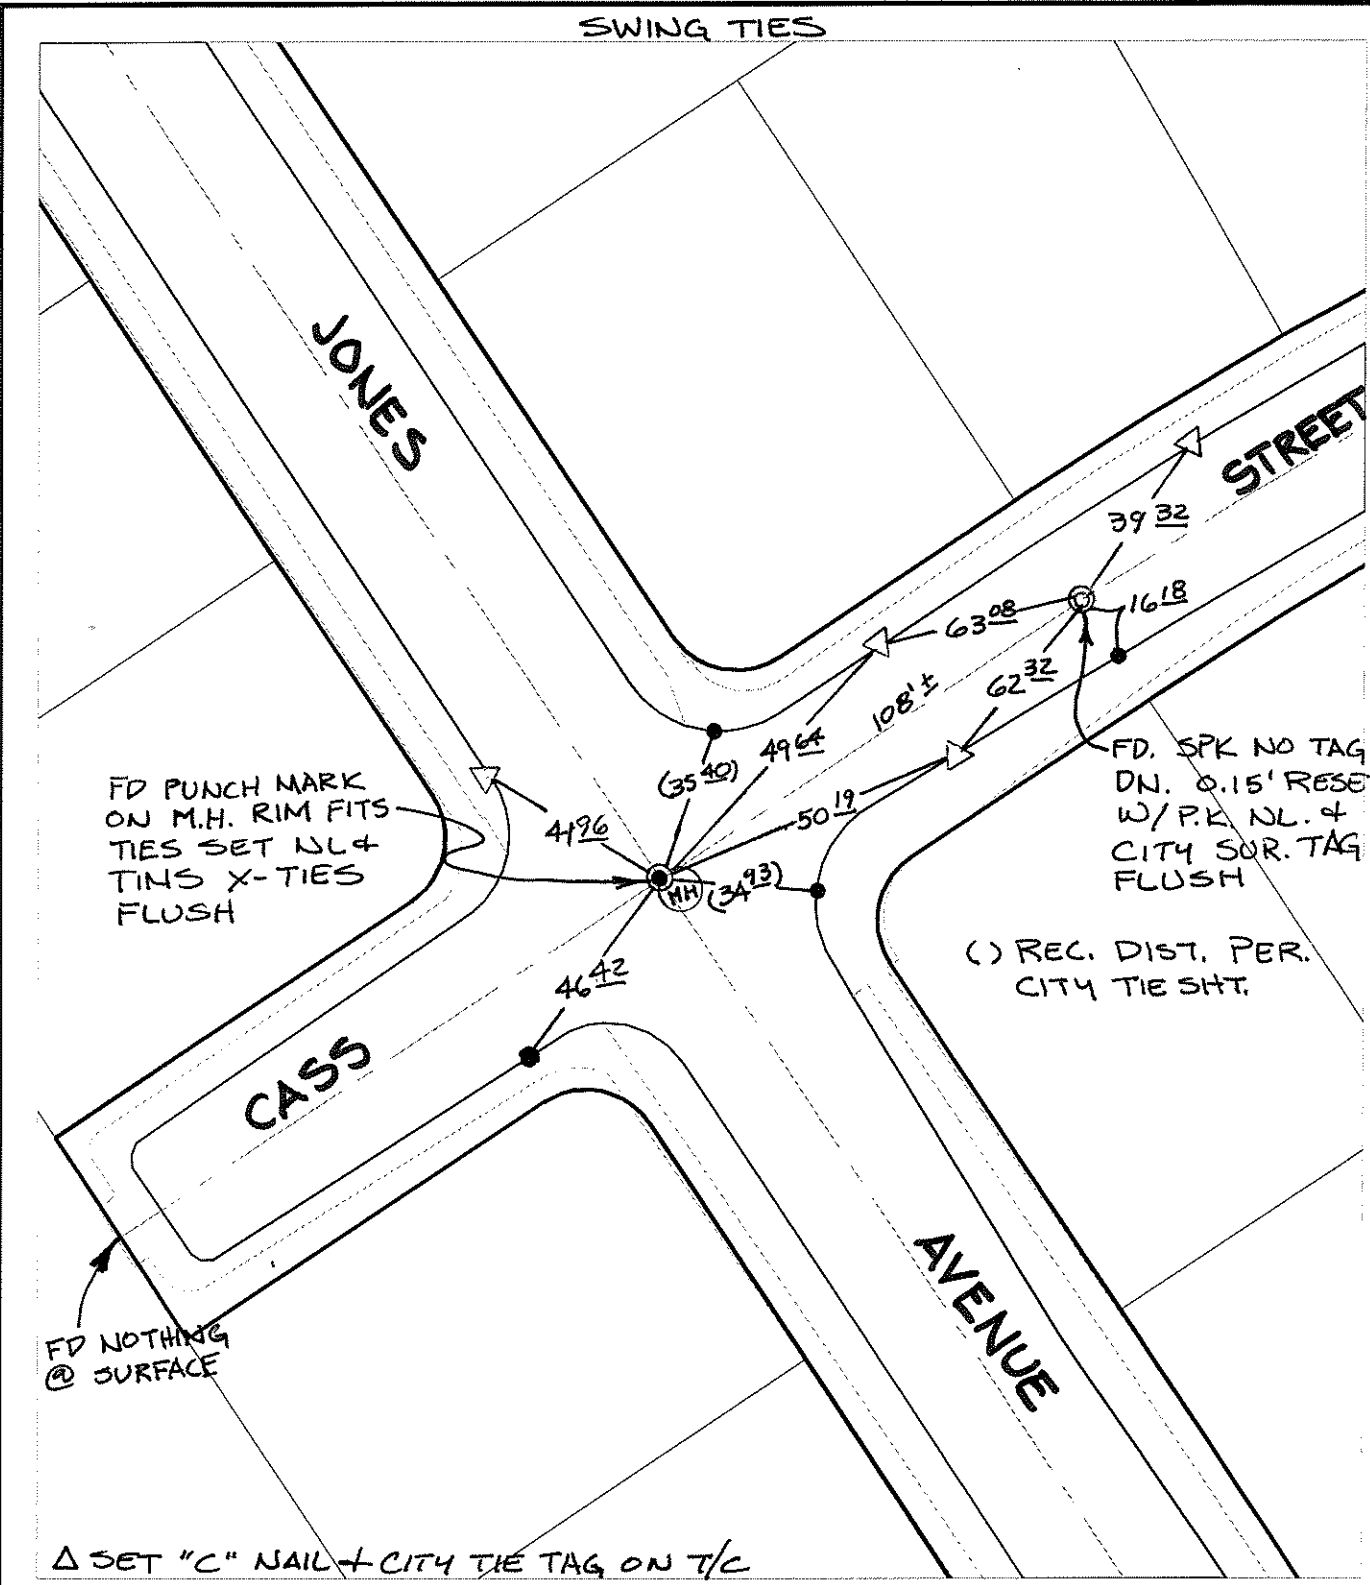 SWING TIES
JONES
STREET
39 32
63 08
16 18
62 32
108'±
49 64
(35 40)
50 19
41 96
(34 93)
MH
46 42
FD PUNCH MARK
ON M.H. RIM FITS
TIES SET NL &
TINS X-TIES
FLUSH
FD. SPK NO TAG
DN. 0.15' RESE
W/ P.K. NL. &
CITY SUR. TAG
FLUSH
() REC. DIST. PER.
CITY TIE SHT.
CASS
AVENUE
FD NOTHING
@ SURFACE
Δ SET "C" NAIL + CITY TIE TAG ON T/C